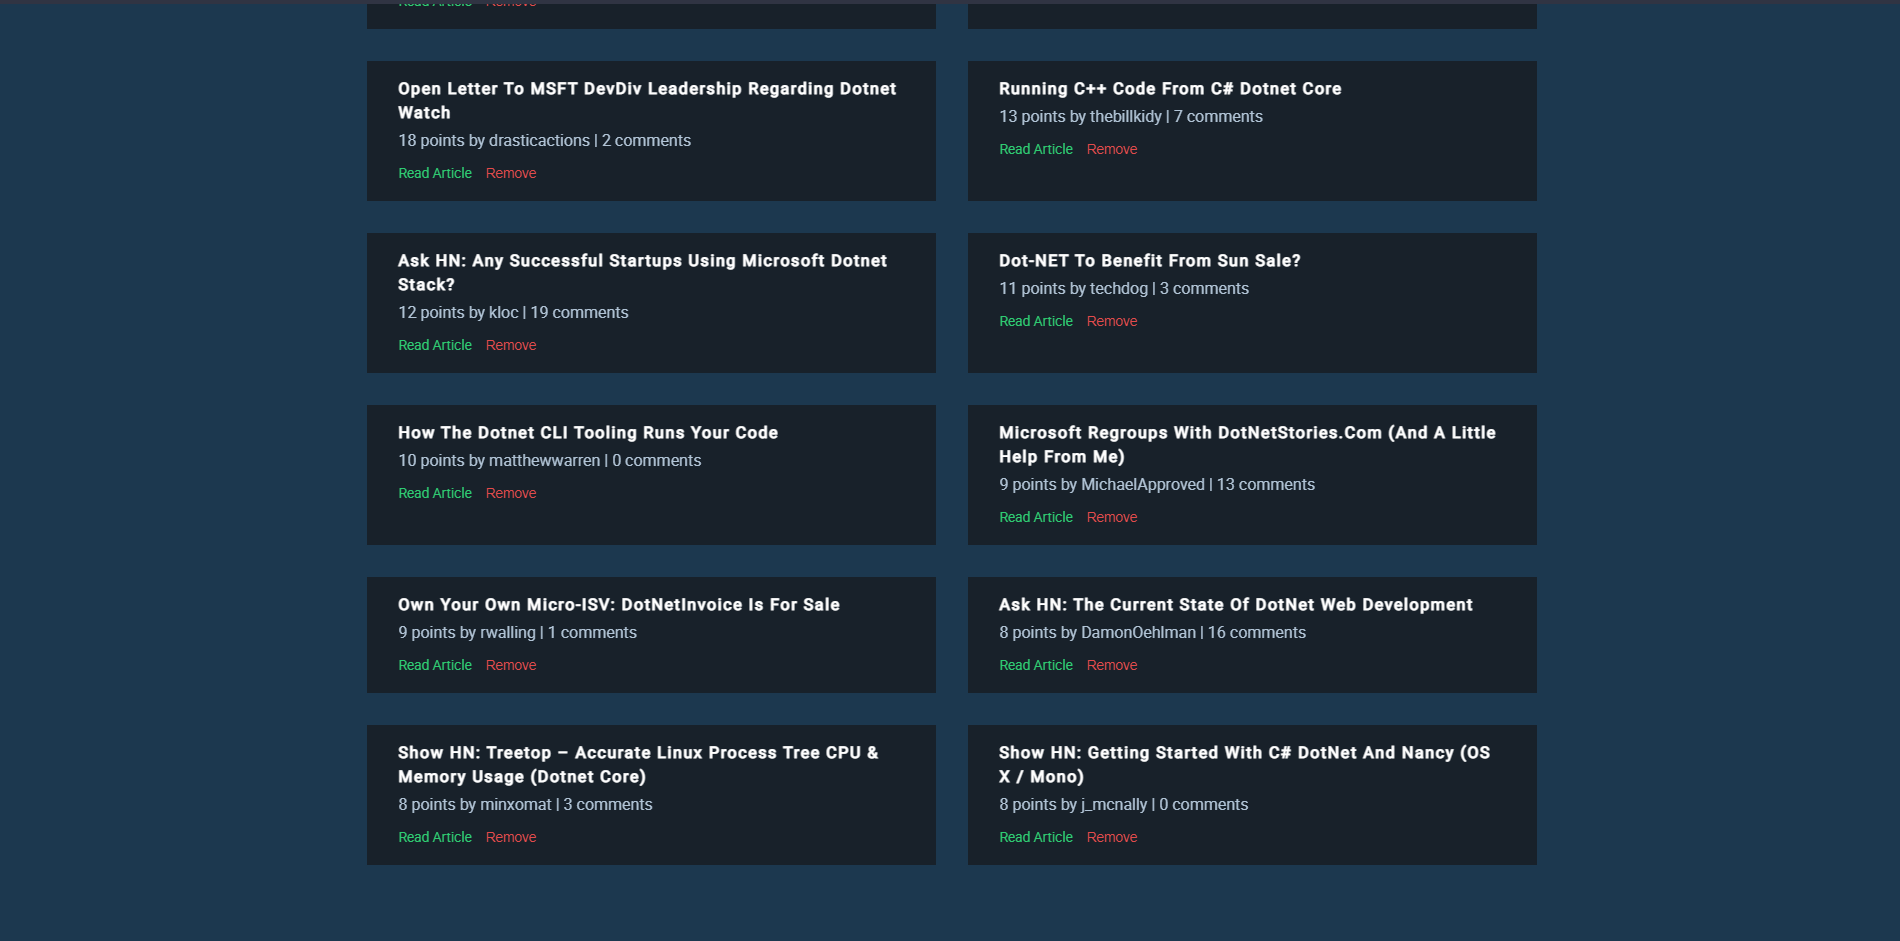 Read Article Remove
Open Letter To MSFT DevDiv Leadership Regarding Dotnet
Watch
18 points by drasticactions | 2 comments
Read Article Remove
Running C++ Code From C# Dotnet Core
13 points by thebillkidy | 7 comments
Read Article Remove
Ask HN: Any Successful Startups Using Microsoft Dotnet
Stack?
12 points by kloc | 19 comments
Read Article Remove
Dot-NET To Benefit From Sun Sale?
11 points by techdog | 3 comments
Read Article Remove
How The Dotnet CLI Tooling Runs Your Code
10 points by matthewwarren | 0 comments
Read Article Remove
Microsoft Regroups With DotNetStories.Com (And A Little
Help From Me)
9 points by MichaelApproved | 13 comments
Read Article Remove
Own Your Own Micro-ISV: DotNetInvoice Is For Sale
9 points by rwalling | 1 comments
Read Article Remove
Ask HN: The Current State Of DotNet Web Development
8 points by DamonOehlman | 16 comments
Read Article Remove
Show HN: Treetop – Accurate Linux Process Tree CPU &
Memory Usage (Dotnet Core)
8 points by minxomat | 3 comments
Read Article Remove
Show HN: Getting Started With C# DotNet And Nancy (OS
X / Mono)
8 points by j_mcnally | 0 comments
Read Article Remove